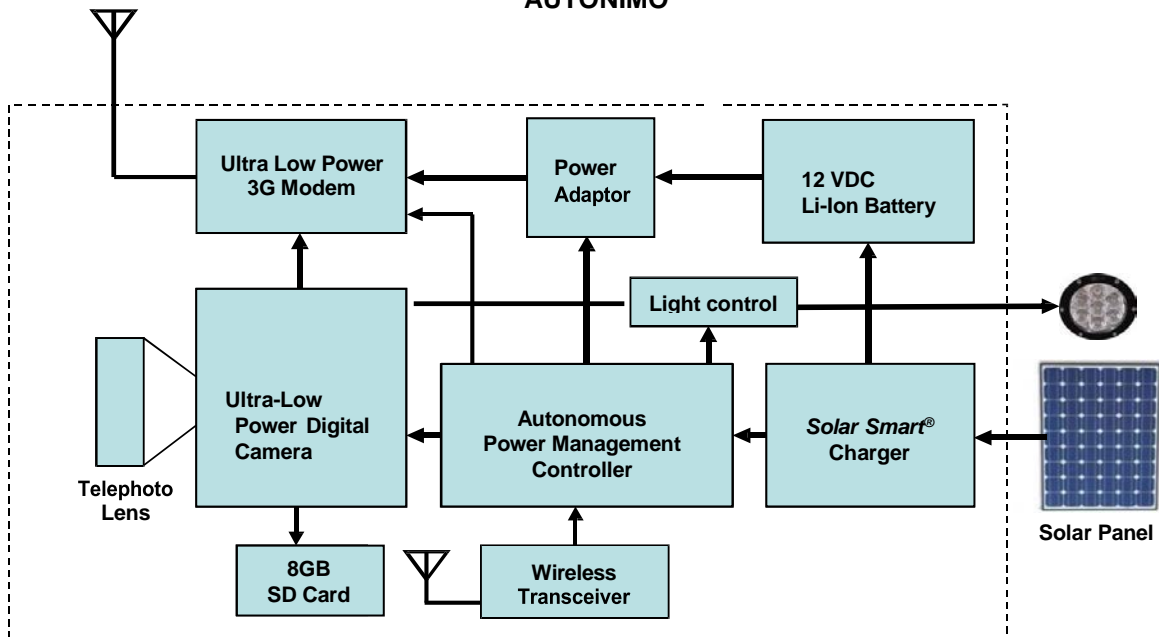 AUTONIMO
Ultra Low Power
3G Modem
Power
Adaptor
12 VDC
Li-Ion Battery
Light control
Ultra-Low
Power Digital
Camera
Autonomous
Power Management
Controller
Solar Smart®
Charger
Telephoto
Lens
Solar Panel
8GB
SD Card
Wireless
Transceiver